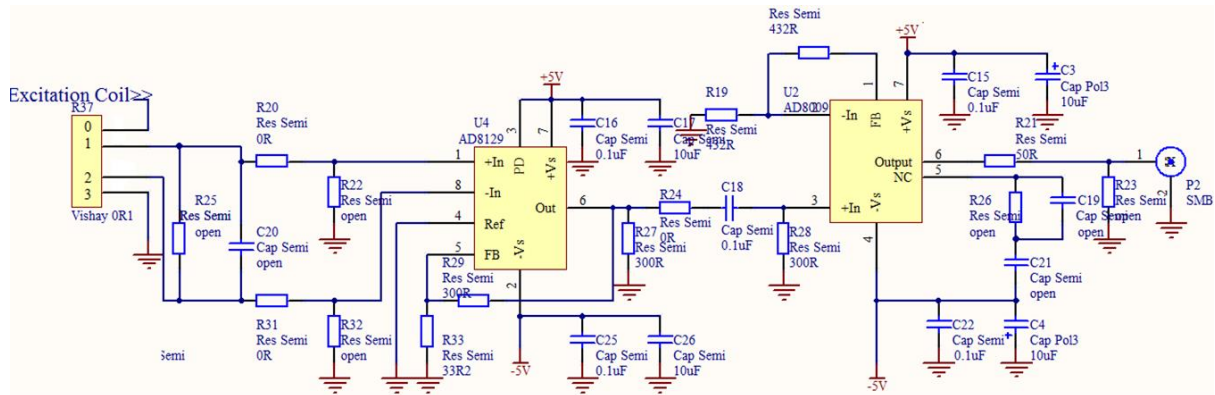 Excitation Coil>>
R37
0
1
2
3
Vishay 0R1
R20
Res Semi
0R
R25
Res Semi
open
C20
Cap Semi
open
R22
Res Semi
open
R31
Res Semi
0R
R32
Res Semi
open
Semi
U4
AD8129
+5V
3
7
PD
+Vs
1
+In
8
-In
4
Ref
5
FB
Out
6
-Vs
2
-5V
C16
Cap Semi
0.1uF
C17
Cap Semi
10uF
R29
Res Semi
300R
R33
Res Semi
33R2
C25
Cap Semi
0.1uF
C26
Cap Semi
10uF
R27
Res Semi
300R
R24
Res Semi
0R
C18
Cap Semi
0.1uF
R28
Res Semi
300R
R19
Res Semi
432R
Res Semi
432R
U2
AD8009
+5V
1
7
FB
+Vs
2
-In
3
+In
Output
6
NC
5
-Vs
4
-5V
C15
Cap Semi
0.1uF
C3
Cap Pol3
10uF
R21
Res Semi
50R
R26
Res Semi
open
C19
Cap Semi
open
R23
Res Semi
open
1
2
P2
SMB
C21
Cap Semi
open
C22
Cap Semi
0.1uF
C4
Cap Pol3
10uF